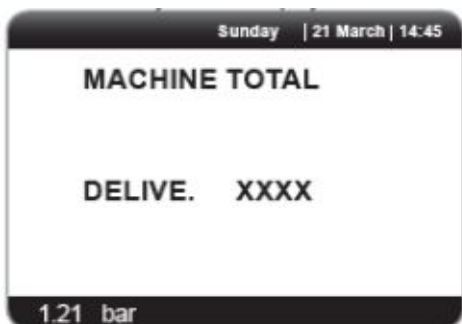 Sunday | 21 March | 14:45
MACHINE TOTAL
DELIVE. XXXX
1.21 bar